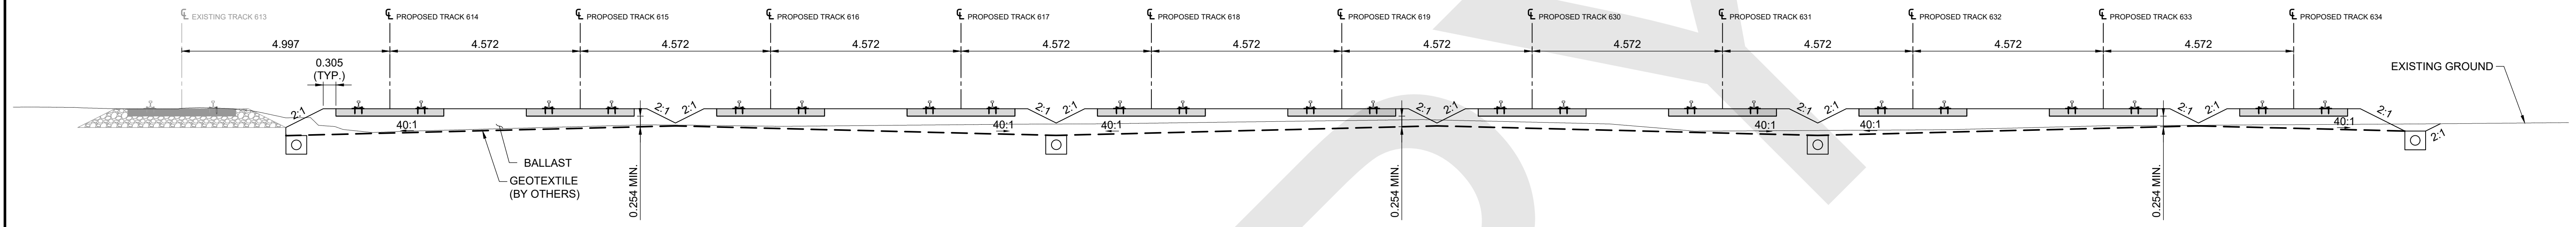 ℄ EXISTING TRACK 613
℄ PROPOSED TRACK 614
℄ PROPOSED TRACK 615
℄ PROPOSED TRACK 616
℄ PROPOSED TRACK 617
℄ PROPOSED TRACK 618
℄ PROPOSED TRACK 619
℄ PROPOSED TRACK 630
℄ PROPOSED TRACK 631
℄ PROPOSED TRACK 632
℄ PROPOSED TRACK 633
℄ PROPOSED TRACK 634
4.997
4.572
4.572
4.572
4.572
4.572
4.572
4.572
4.572
4.572
4.572
0.305
(TYP.)
EXISTING GROUND
2:1
2:1
2:1
2:1
2:1
2:1
2:1
2:1
2:1
2:1
2:1
2:1
40:1
40:1
40:1
40:1
40:1
40:1
2:1
BALLAST
GEOTEXTILE
(BY OTHERS)
0.254 MIN.
0.254 MIN.
0.254 MIN.